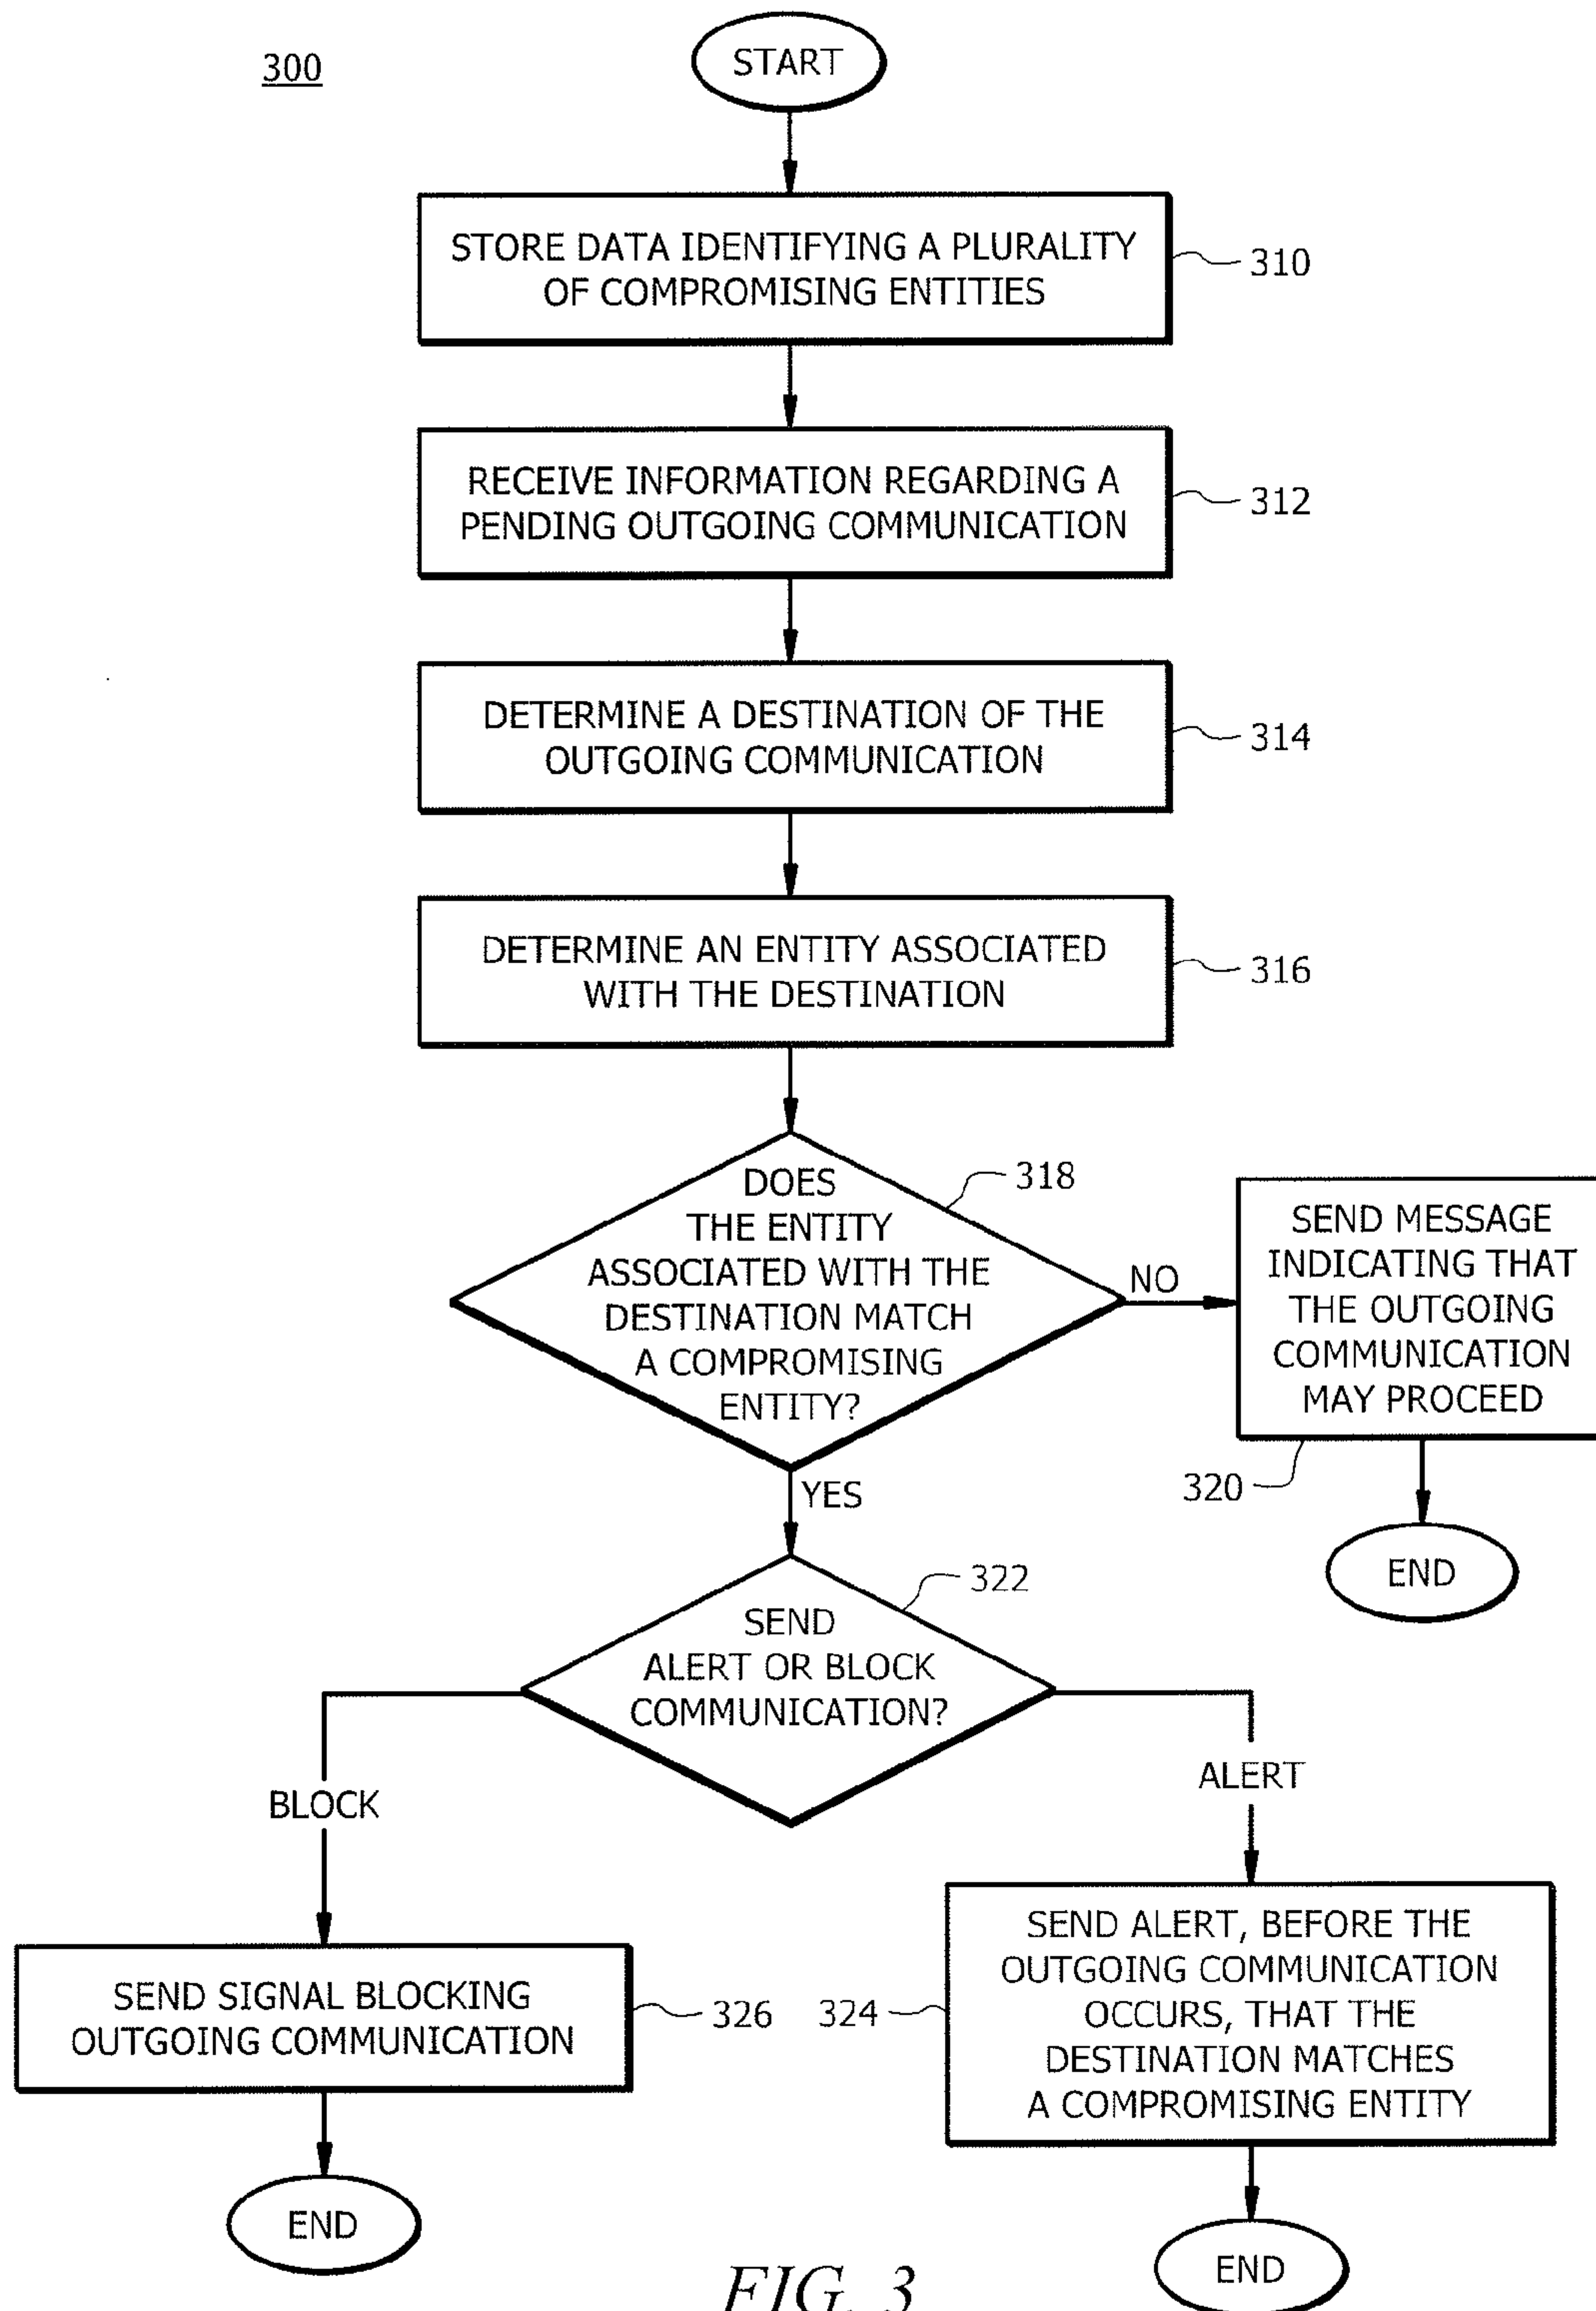 300
START
STORE DATA IDENTIFYING A PLURALITY
OF COMPROMISING ENTITIES
310
RECEIVE INFORMATION REGARDING A
PENDING OUTGOING COMMUNICATION
312
DETERMINE A DESTINATION OF THE
OUTGOING COMMUNICATION
314
DETERMINE AN ENTITY ASSOCIATED
WITH THE DESTINATION
316
DOES
THE ENTITY
ASSOCIATED WITH THE
DESTINATION MATCH
A COMPROMISING
ENTITY?
318
NO
SEND MESSAGE
INDICATING THAT
THE OUTGOING
COMMUNICATION
MAY PROCEED
320
END
YES
SEND
ALERT OR BLOCK
COMMUNICATION?
322
BLOCK
ALERT
SEND SIGNAL BLOCKING
OUTGOING COMMUNICATION
326
324
SEND ALERT, BEFORE THE
OUTGOING COMMUNICATION
OCCURS, THAT THE
DESTINATION MATCHES
A COMPROMISING ENTITY
END
END
FIG. 3